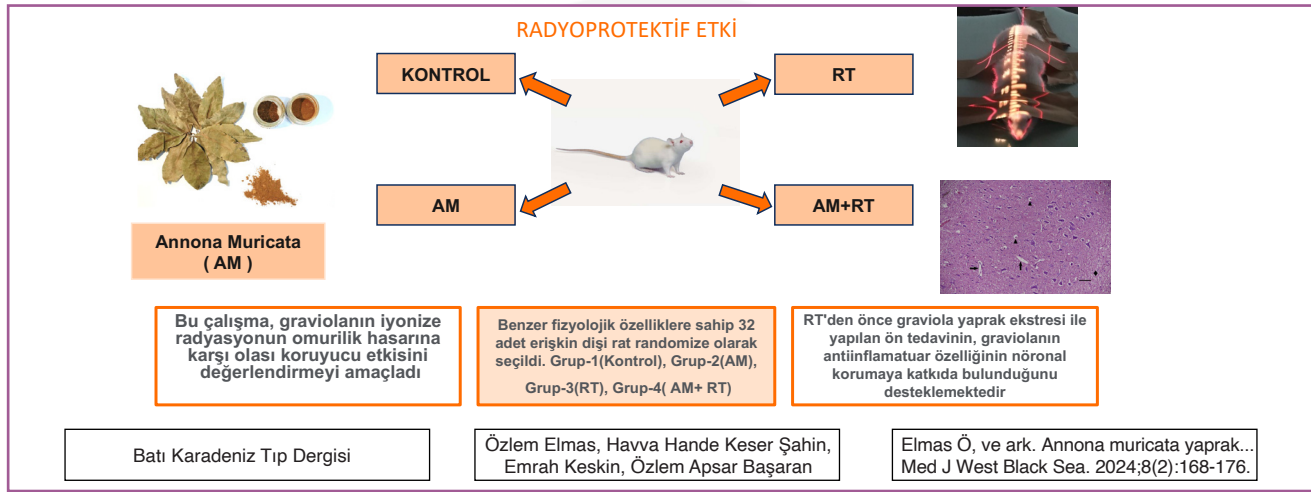 RADYOPROTEKTİF ETKİ
KONTROL
RT
AM
AM+RT
Annona Muricata
( AM )
Bu çalışma, graviolanın iyonize
radyasyonun omurilik hasarına
karşı olası koruyucu etkisini
değerlendirmeyi amaçladı
Benzer fizyolojik özelliklere sahip 32
adet erişkin dişi rat randomize olarak
seçildi. Grup-1(Kontrol), Grup-2(AM),
Grup-3(RT), Grup-4( AM+ RT)
RT'den önce graviola yaprak ekstresi ile
yapılan ön tedavinin, graviolanın
antiinflamatuar özelliğinin nöronal
korumaya katkıda bulunduğunu
desteklemektedir
Batı Karadeniz Tıp Dergisi
Özlem Elmas, Havva Hande Keser Şahin,
Emrah Keskin, Özlem Apsar Başaran
Elmas Ö, ve ark. Annona muricata yaprak...
Med J West Black Sea. 2024;8(2):168-176.